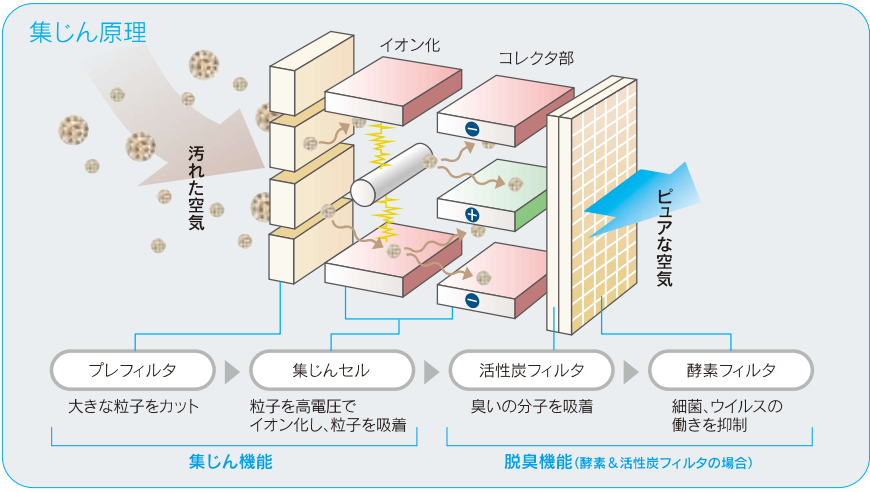 集じん原理
イオン化
コレクタ部
汚れた空気
ピュアな空気
−
+
−
プレフィルタ
集じんセル
活性炭フィルタ
酵素フィルタ
大きな粒子をカット
粒子を高電圧で
イオン化し、粒子を吸着
臭いの分子を吸着
細菌、ウイルスの
働きを抑制
集じん機能
脱臭機能(酵素&活性炭フィルタの場合)